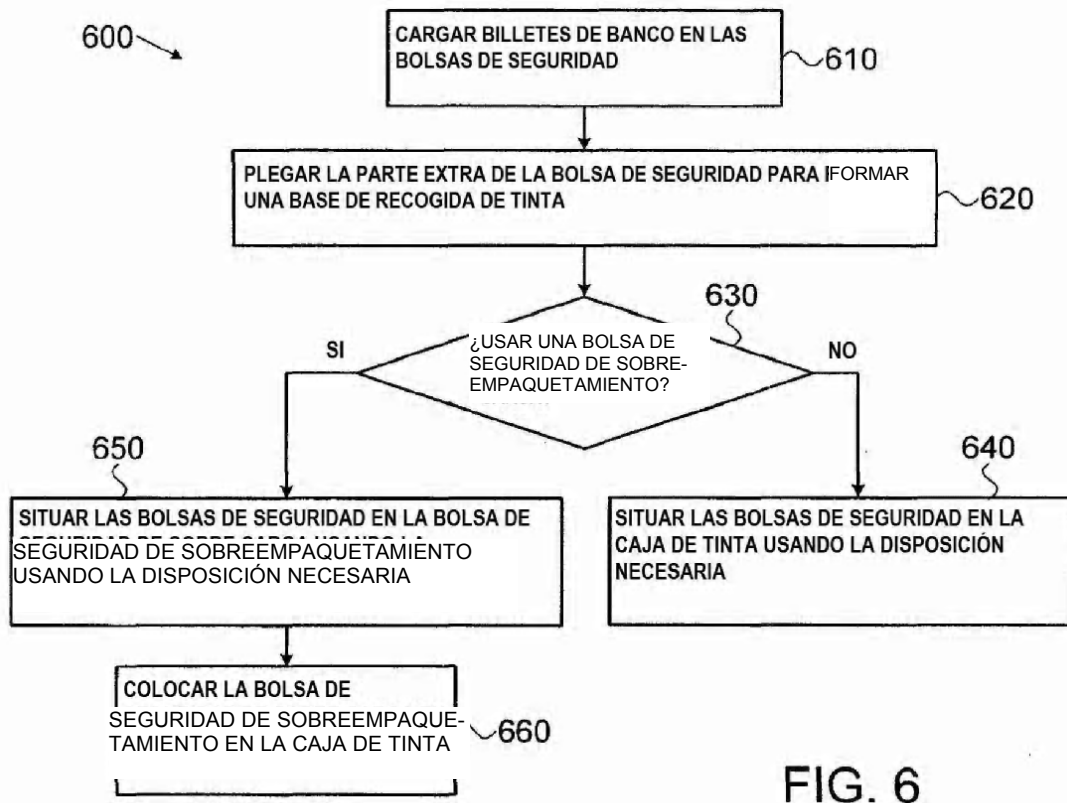 600
CARGAR BILLETES DE BANCO EN LAS
BOLSAS DE SEGURIDAD
610
PLEGAR LA PARTE EXTRA DE LA BOLSA DE SEGURIDAD PARA FORMAR
UNA BASE DE RECOGIDA DE TINTA
620
630
¿USAR UNA BOLSA DE
SEGURIDAD DE SOBRE-
EMPAQUETAMIENTO?
SI
NO
650
SITUAR LAS BOLSAS DE SEGURIDAD EN LA BOLSA DE
SEGURIDAD DE SOBREEMPAQUETAMIENTO
USANDO LA DISPOSICIÓN NECESARIA
640
SITUAR LAS BOLSAS DE SEGURIDAD EN LA
CAJA DE TINTA USANDO LA DISPOSICIÓN
NECESARIA
COLOCAR LA BOLSA DE
SEGURIDAD DE SOBREEMPAQUE-
TAMIENTO EN LA CAJA DE TINTA
660
FIG. 6